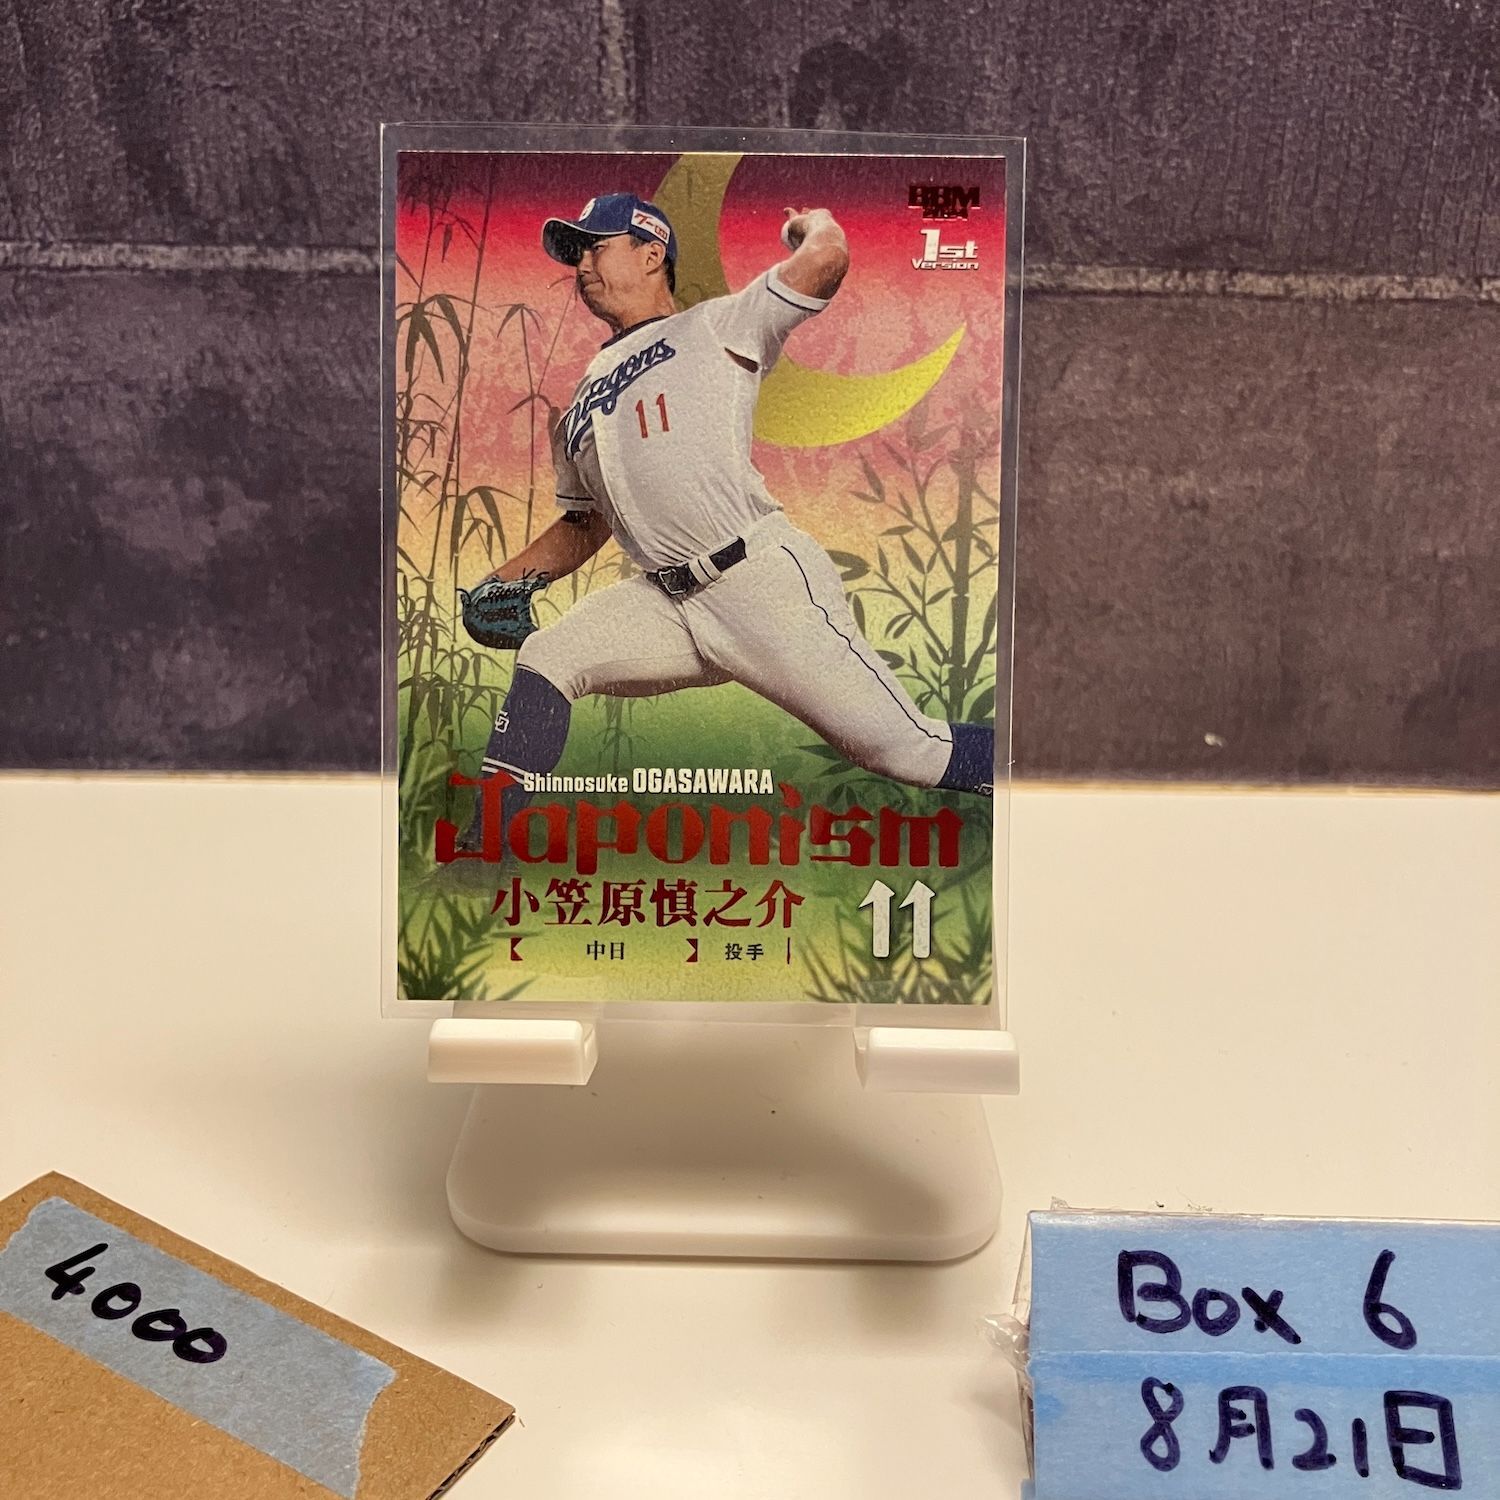 BBM
2024
1st
Version
Dragons
11
Shinnosuke OGASAWARA
Japonism
小笠原慎之介
11
【 中日 】 投手
4000
Box 6
8月21日